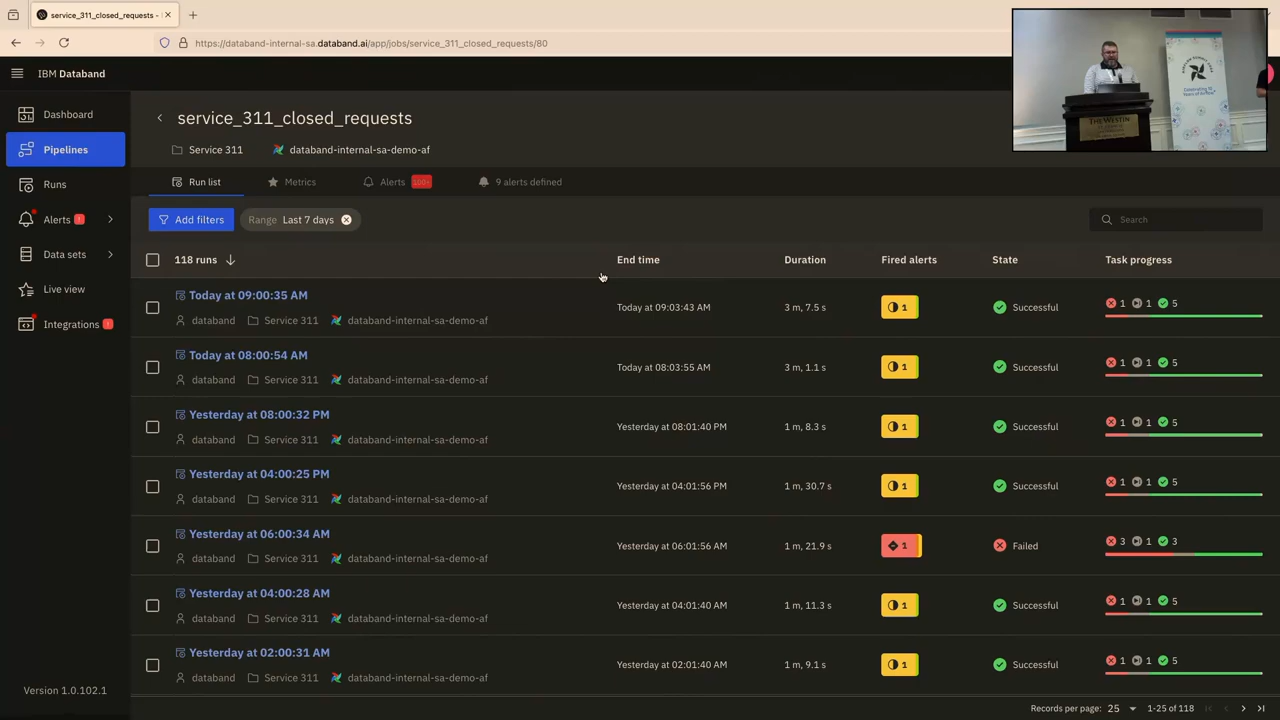 service_311_closed_requests -
https://databand-internal-sa.databand.ai/app/jobs/service_311_closed_requests/80
IBM Databand
Dashboard
Pipelines
Runs
Alerts !
Data sets
Live view
Integrations !
Version 1.0.102.1
service_311_closed_requests
Service 311 databand-internal-sa-demo-af
Run list Metrics Alerts 100+ 9 alerts defined
Add filters Range Last 7 days Search
118 runs End time Duration Fired alerts State Task progress
Today at 09:00:35 AM
databand Service 311 databand-internal-sa-demo-af
Today at 09:03:43 AM 3 m, 7.5 s 1 Successful 1 1 5
Today at 08:00:54 AM
databand Service 311 databand-internal-sa-demo-af
Today at 08:03:55 AM 3 m, 1.1 s 1 Successful 1 1 5
Yesterday at 08:00:32 PM
databand Service 311 databand-internal-sa-demo-af
Yesterday at 08:01:40 PM 1 m, 8.3 s 1 Successful 1 1 5
Yesterday at 04:00:25 PM
databand Service 311 databand-internal-sa-demo-af
Yesterday at 04:01:56 PM 1 m, 30.7 s 1 Successful 1 1 5
Yesterday at 06:00:34 AM
databand Service 311 databand-internal-sa-demo-af
Yesterday at 06:01:56 AM 1 m, 21.9 s 1 Failed 3 1 3
Yesterday at 04:00:28 AM
databand Service 311 databand-internal-sa-demo-af
Yesterday at 04:01:40 AM 1 m, 11.3 s 1 Successful 1 1 5
Yesterday at 02:00:31 AM
databand Service 311 databand-internal-sa-demo-af
Yesterday at 02:01:40 AM 1 m, 9.1 s 1 Successful 1 1 5
Records per page: 25 1-25 of 118
THE WESTIN
Celebrating 10
Years of Airflow